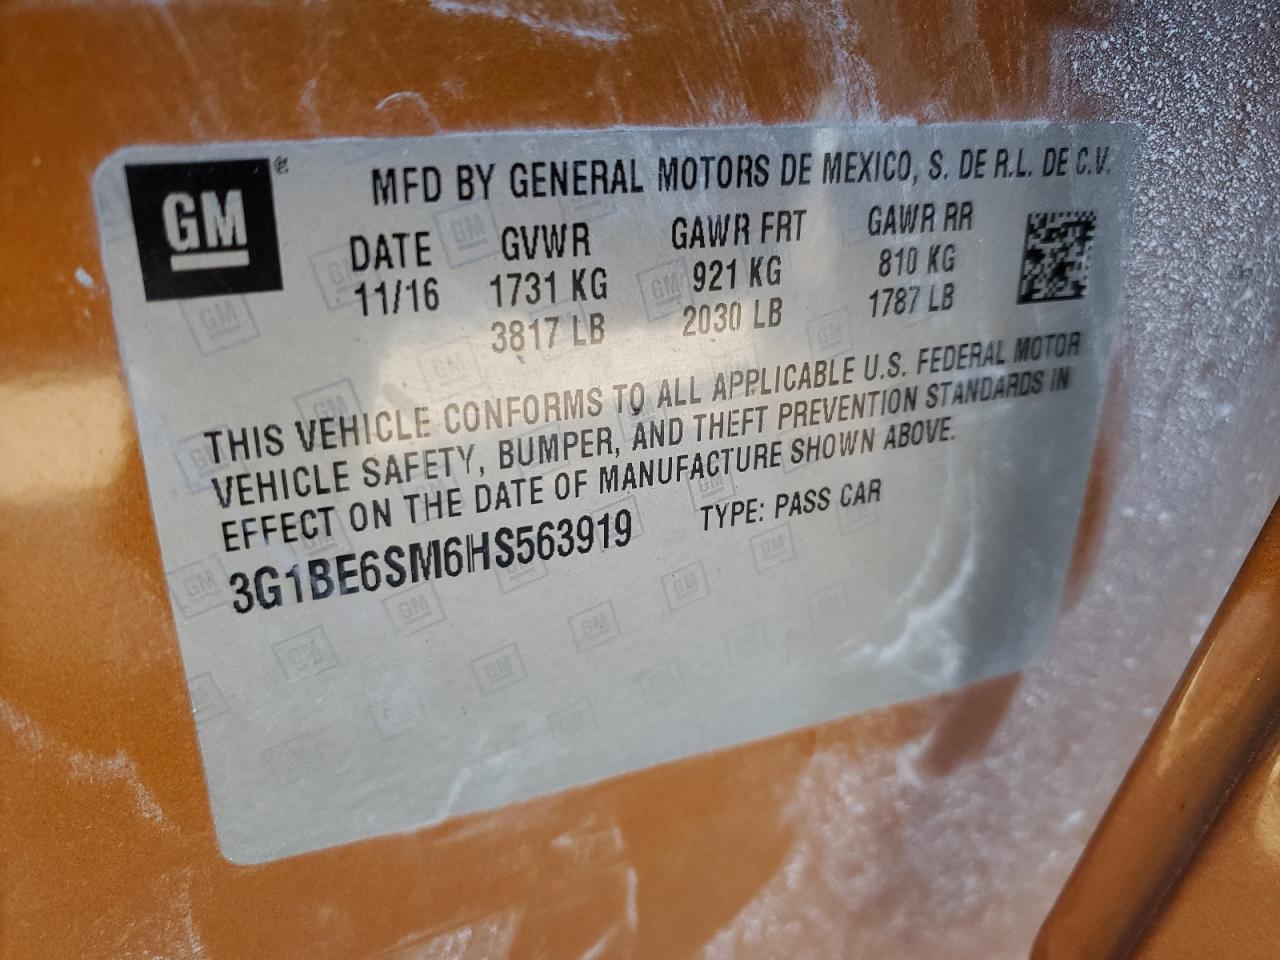 GM ® MFD BY GENERAL MOTORS DE MEXICO, S. DE R.L. DE C.V.
DATE GVWR GAWR FRT GAWR RR
11/16 1731 KG 921 KG 810 KG
3817 LB 2030 LB 1787 LB
THIS VEHICLE CONFORMS TO ALL APPLICABLE U.S. FEDERAL MOTOR
VEHICLE SAFETY, BUMPER, AND THEFT PREVENTION STANDARDS IN
EFFECT ON THE DATE OF MANUFACTURE SHOWN ABOVE.
3G1BE6SM6HS563919 TYPE: PASS CAR